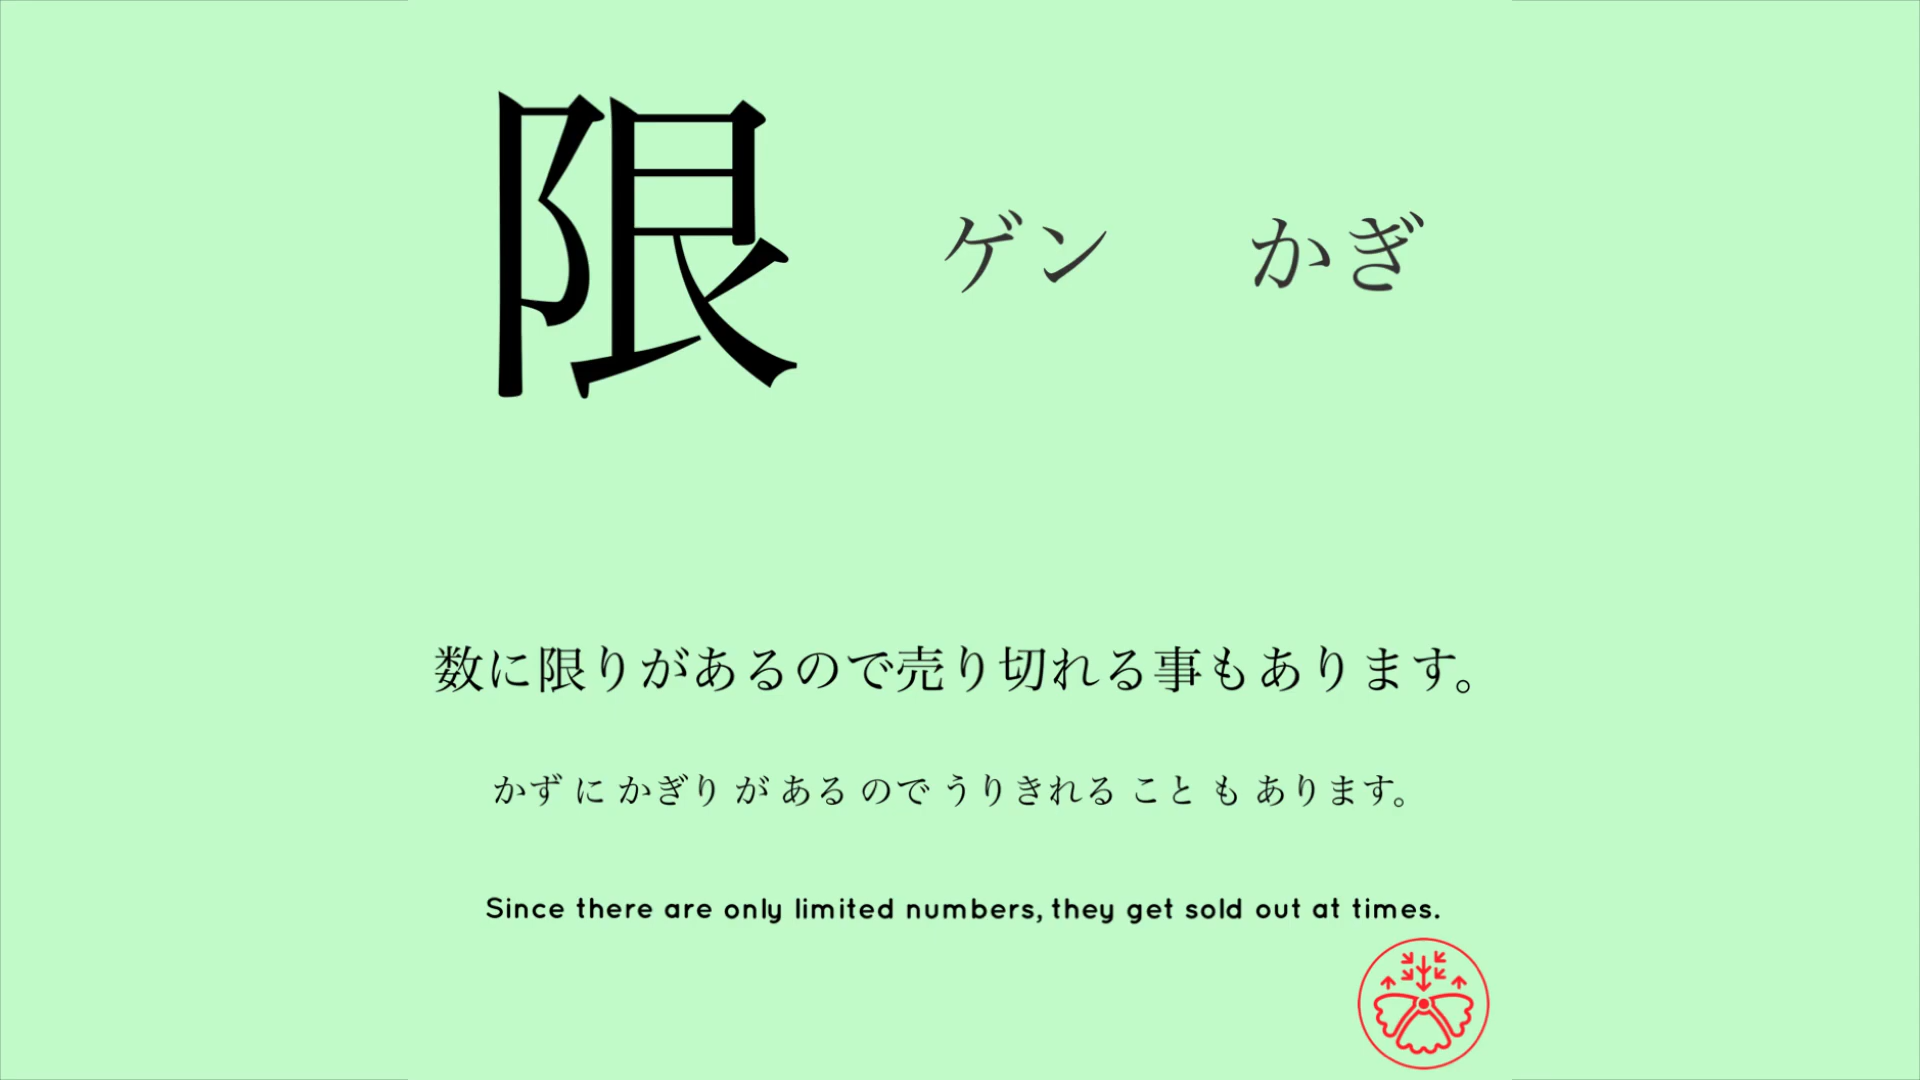 限 ゲン かぎ
数に限りがあるので売り切れる事もあります。
かず に かぎり が ある ので うりきれる こと も あります。
Since there are only limited numbers, they get sold out at times.